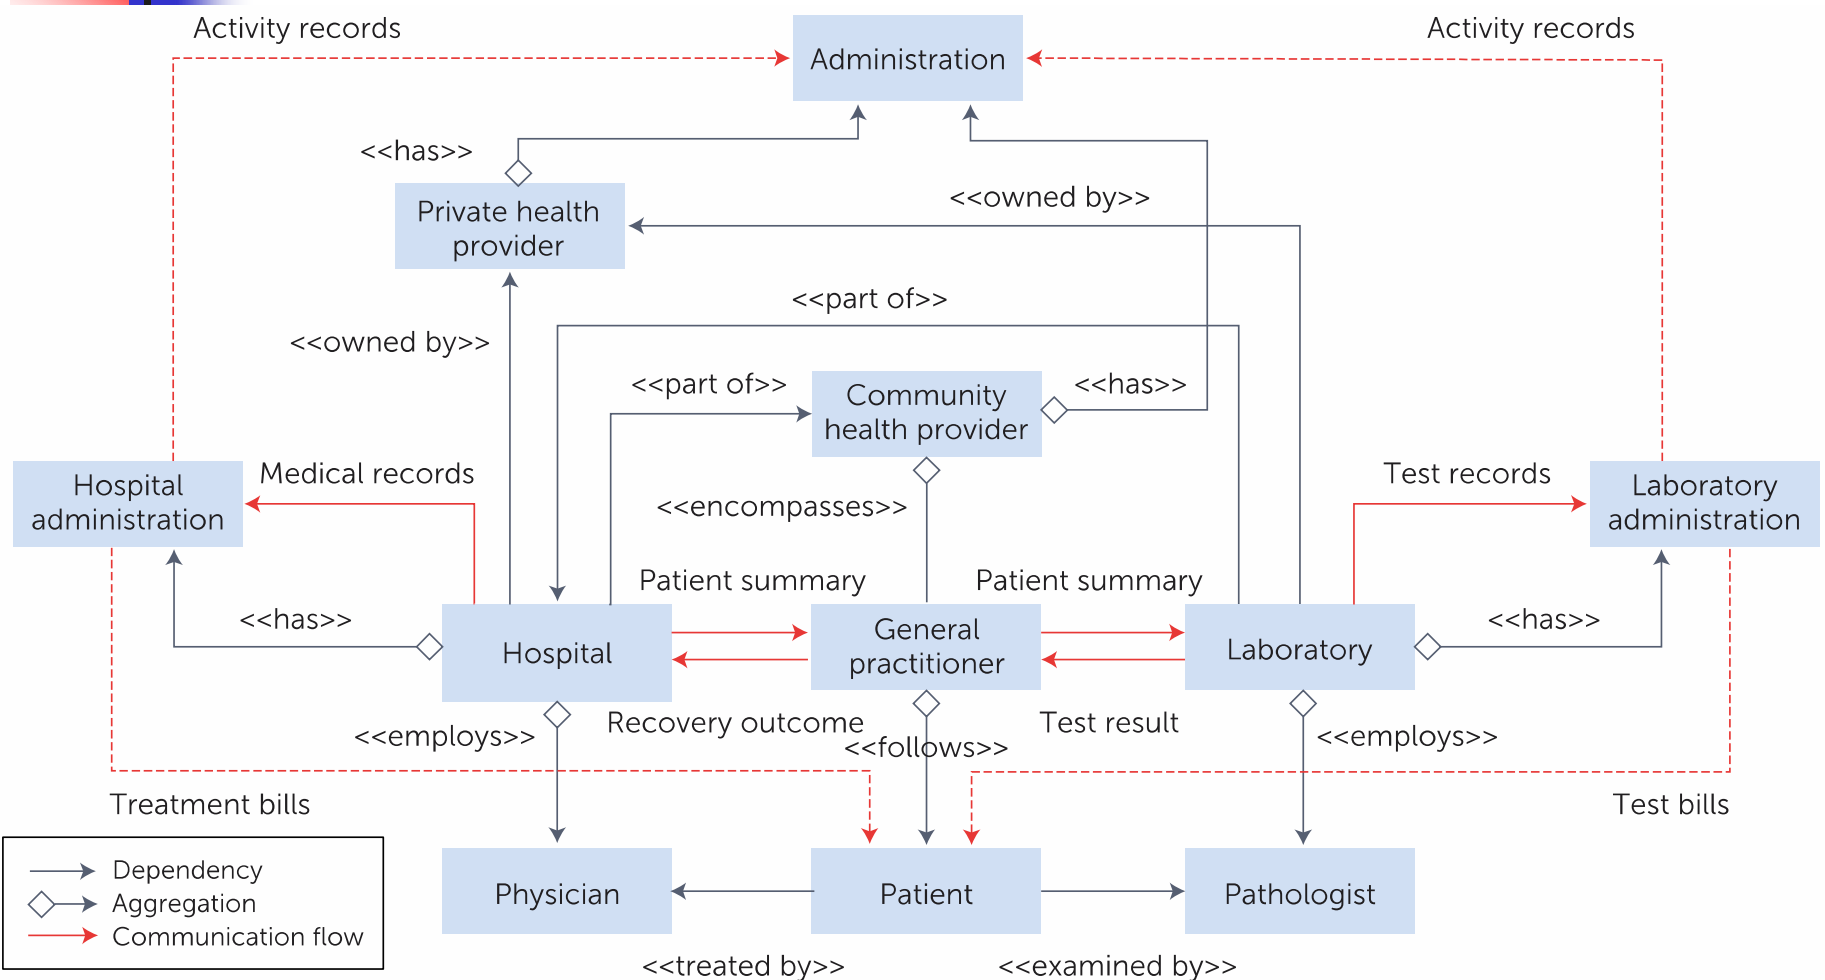 Activity records
Activity records
Administration
<<has>>
<<owned by>>
Private health
provider
<<part of>>
<<owned by>>
<<part of>>
Community
health provider
<<has>>
Hospital
administration
Medical records
<<encompasses>>
Test records
Laboratory
administration
Patient summary
Patient summary
<<has>>
Hospital
General
practitioner
Laboratory
<<has>>
<<employs>>
Recovery outcome
<<follows>>
Test result
<<employs>>
Treatment bills
Test bills
Dependency
Aggregation
Communication flow
Physician
Patient
Pathologist
<<treated by>>
<<examined by>>